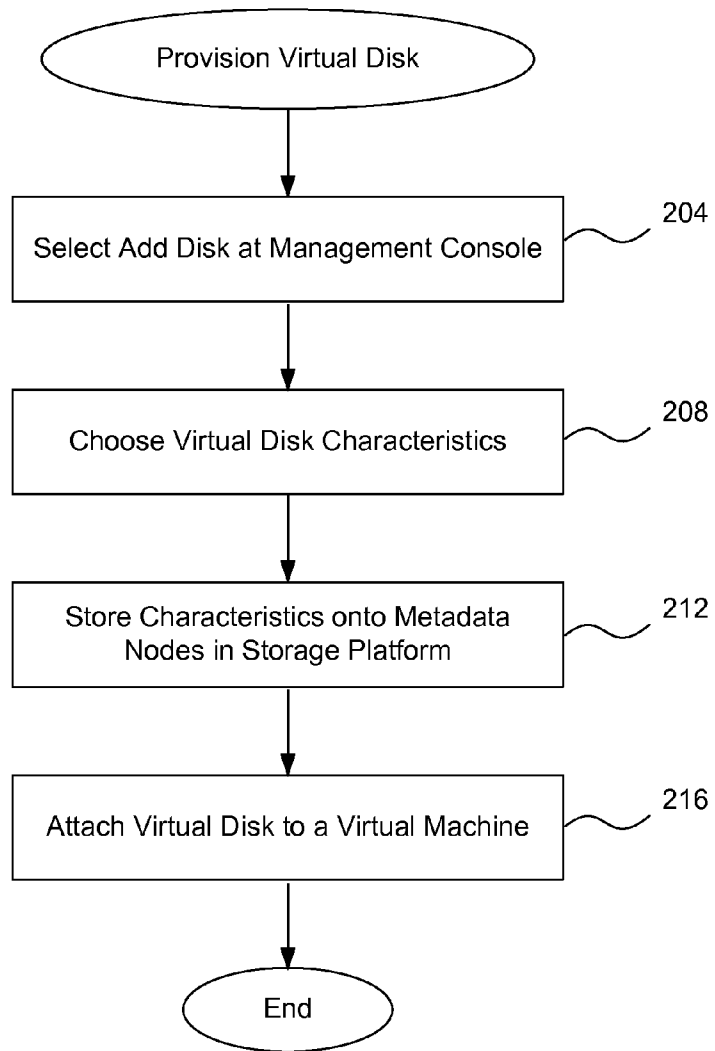 Provision Virtual Disk
204
Select Add Disk at Management Console
208
Choose Virtual Disk Characteristics
212
Store Characteristics onto Metadata
Nodes in Storage Platform
216
Attach Virtual Disk to a Virtual Machine
End